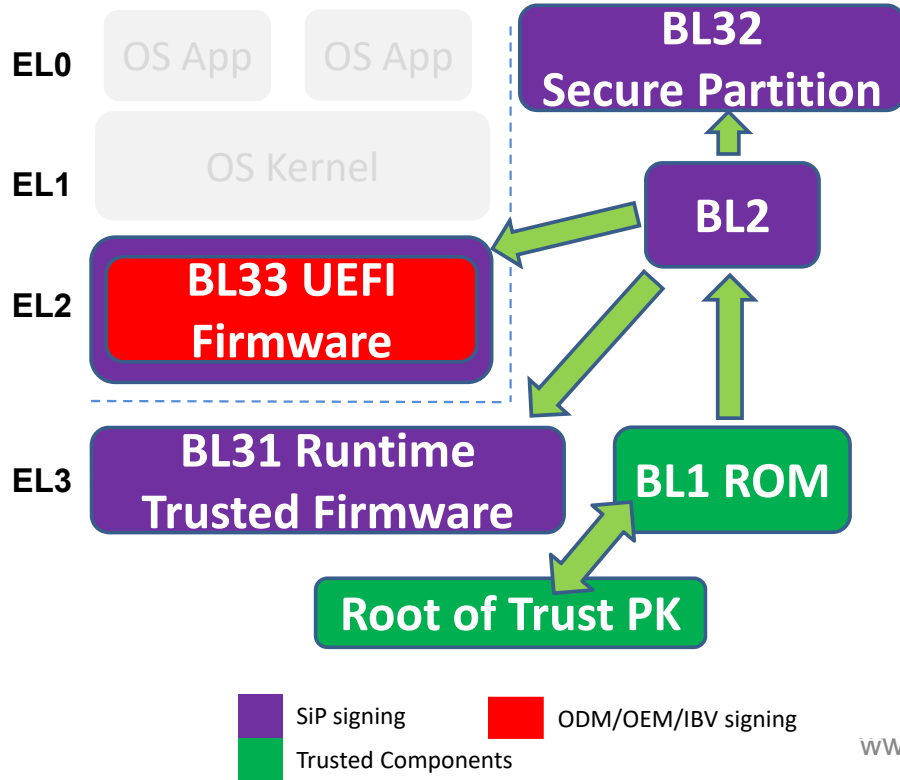 EL0
OS App
OS App
BL32
Secure Partition
EL1
OS Kernel
BL2
EL2
BL33 UEFI
Firmware
EL3
BL31 Runtime
Trusted Firmware
BL1 ROM
Root of Trust PK
SiP signing
ODM/OEM/IBV signing
Trusted Components